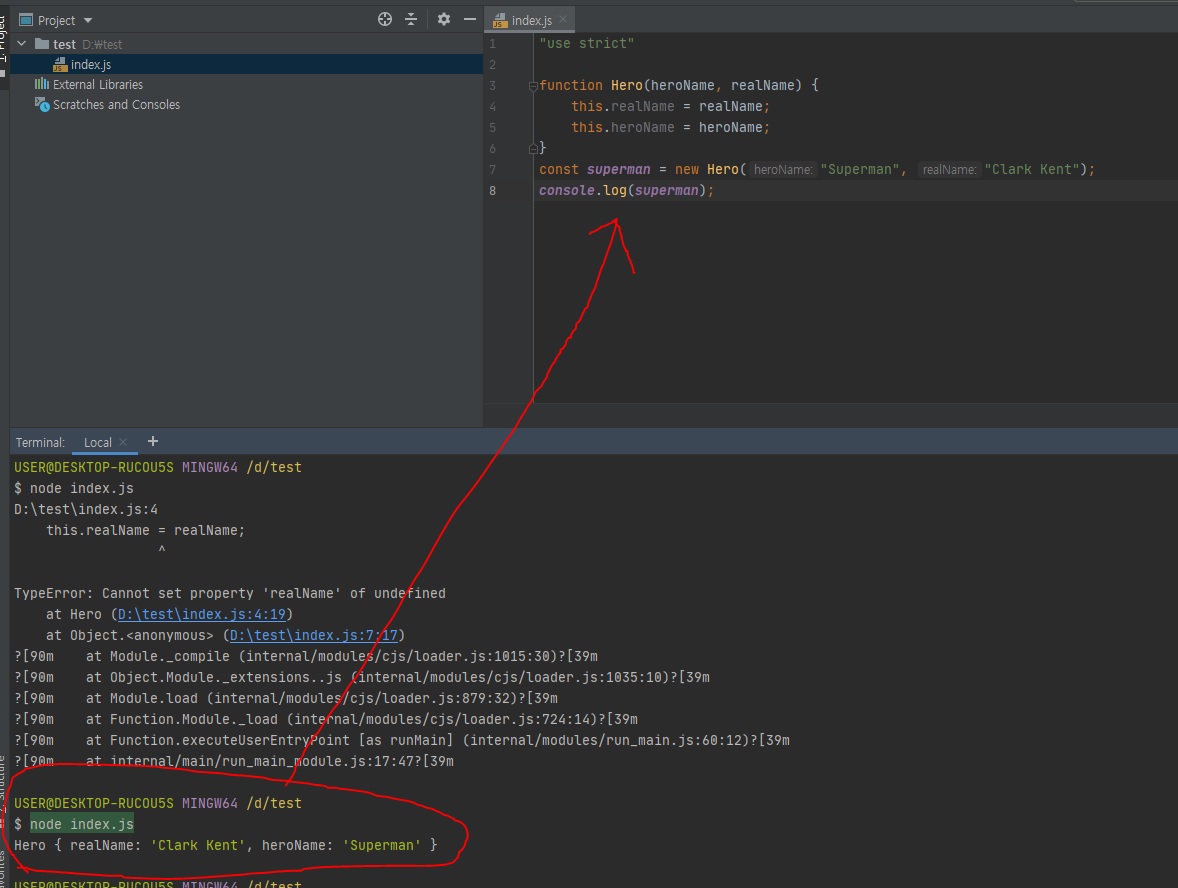 Project
test D:\test
index.js
External Libraries
Scratches and Consoles
index.js
1 "use strict"
2
3 function Hero(heroName, realName) {
4 this.realName = realName;
5 this.heroName = heroName;
6 }
7 const superman = new Hero( heroName: "Superman", realName: "Clark Kent");
8 console.log(superman);
Terminal: Local × +
USER@DESKTOP-RUCOU5S MINGW64 /d/test
$ node index.js
D:\test\index.js:4
    this.realName = realName;
                  ^
TypeError: Cannot set property 'realName' of undefined
    at Hero (D:\test\index.js:4:19)
    at Object.<anonymous> (D:\test\index.js:7:17)
?[90m    at Module._compile (internal/modules/cjs/loader.js:1015:30)?[39m
?[90m    at Object.Module._extensions..js (internal/modules/cjs/loader.js:1035:10)?[39m
?[90m    at Module.load (internal/modules/cjs/loader.js:879:32)?[39m
?[90m    at Function.Module._load (internal/modules/cjs/loader.js:724:14)?[39m
?[90m    at Function.executeUserEntryPoint [as runMain] (internal/modules/run_main.js:60:12)?[39m
?[90m    at internal/main/run_main_module.js:17:47?[39m
USER@DESKTOP-RUCOU5S MINGW64 /d/test
$ node index.js
Hero { realName: 'Clark Kent', heroName: 'Superman' }
USER@DESKTOP-RUCOU5S MINGW64 /d/test